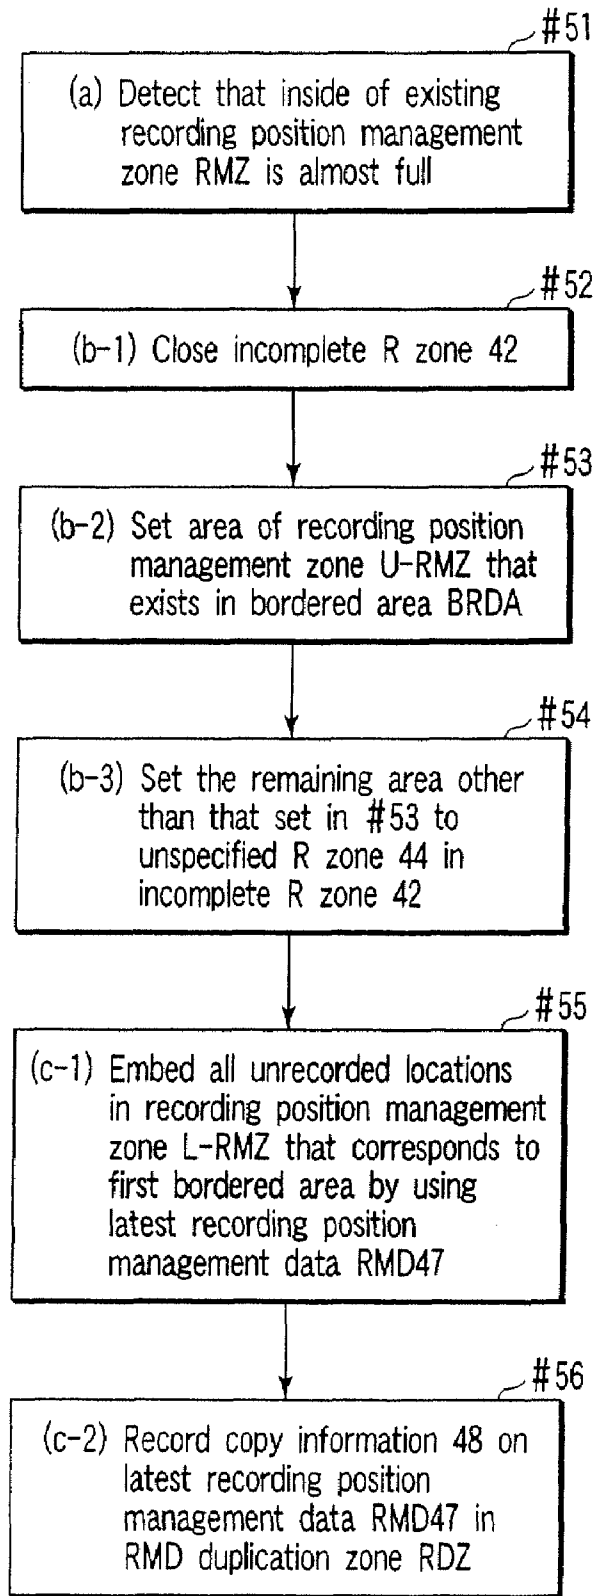 #51
(a) Detect that inside of existing
recording position management
zone RMZ is almost full
#52
(b-1) Close incomplete R zone 42
#53
(b-2) Set area of recording position
management zone U-RMZ that
exists in bordered area BRDA
#54
(b-3) Set the remaining area other
than that set in #53 to
unspecified R zone 44 in
incomplete R zone 42
#55
(c-1) Embed all unrecorded locations
in recording position management
zone L-RMZ that corresponds to
first bordered area by using
latest recording position
management data RMD47
#56
(c-2) Record copy information 48 on
latest recording position
management data RMD47 in
RMD duplication zone RDZ